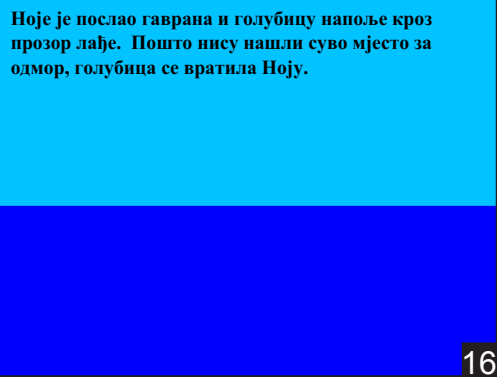 Ноје је послао гаврана и голубицу напоље кроз
прозор лађе.  Пошто нису нашли суво мјесто за
одмор, голубица се вратила Ноју.
16